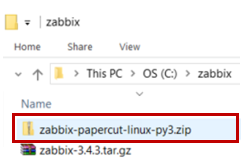 zabbix
Home Share View
This PC > OS (C:) > zabbix
Name
zabbix-papercut-linux-py3.zip
zabbix-3.4.3.tar.gz